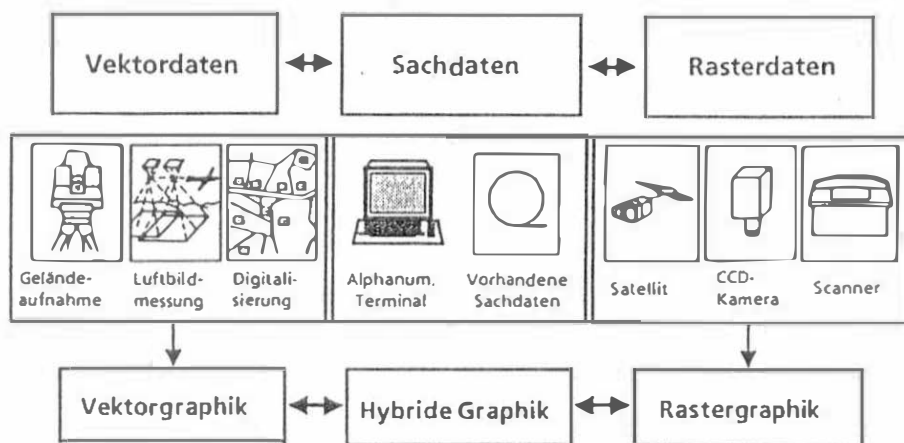 Vektordaten
Sachdaten
Rasterdaten
Gelände-
aufnahme
Luftbild-
messung
Digitali-
sierung
Alphanum.
Terminal
Vorhandene
Sachdaten
Satellit
CCD-
Kamera
Scanner
Vektorgraphik
Hybride Graphik
Rastergraphik